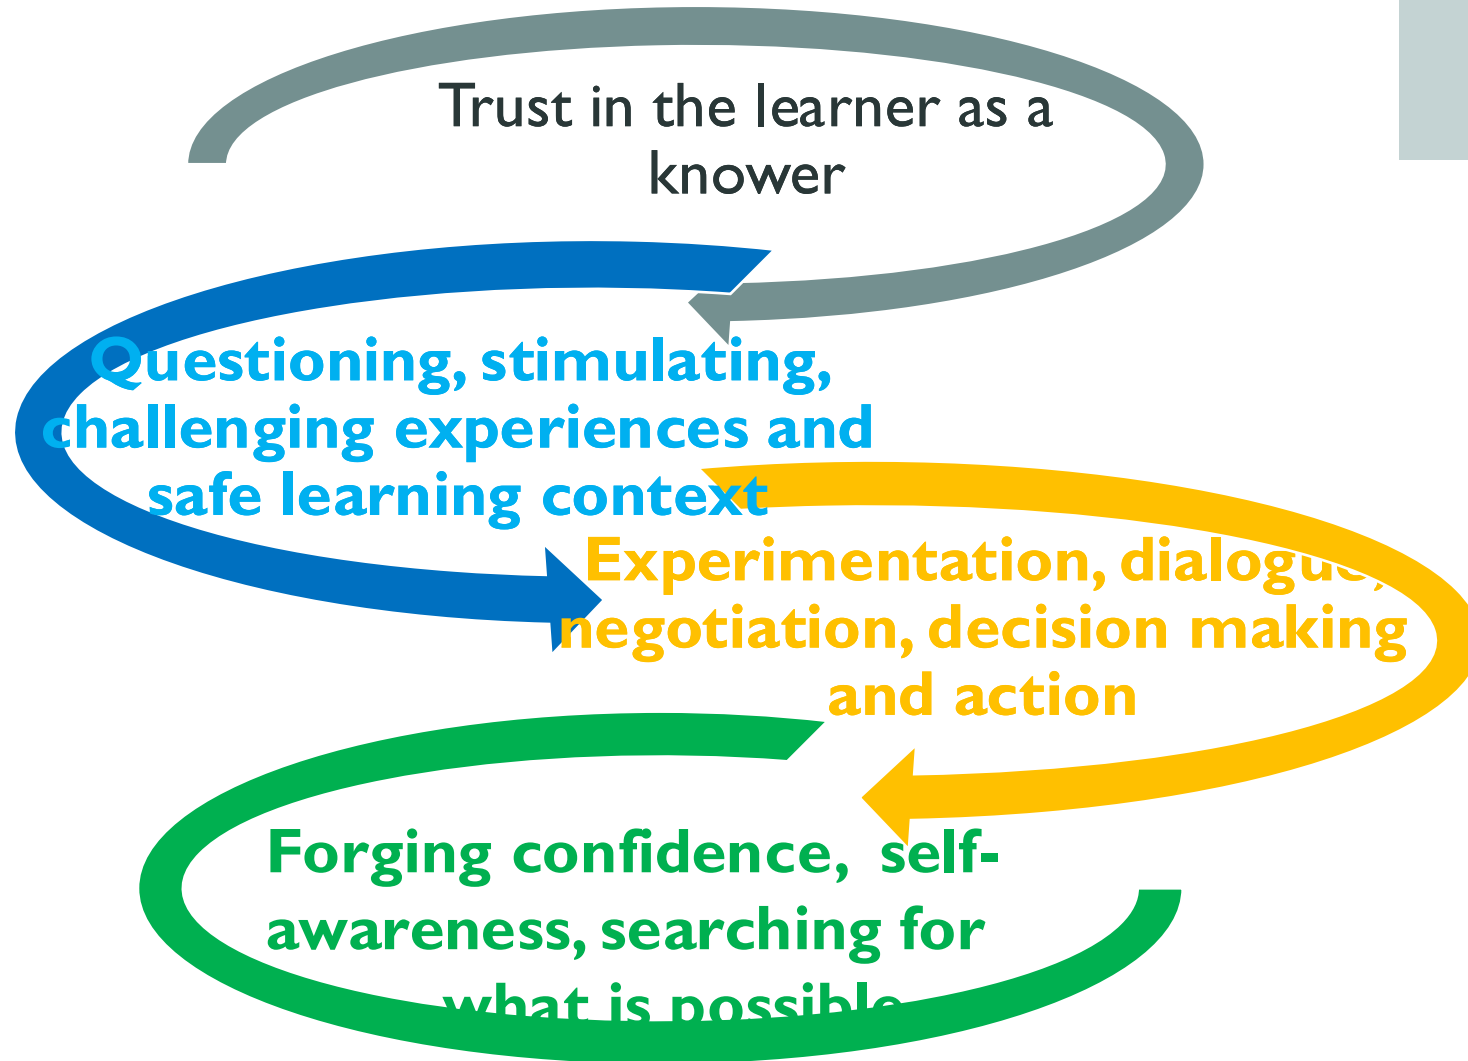 Trust in the learner as a
knower
Questioning, stimulating,
challenging experiences and
safe learning context
Experimentation, dialogue,
negotiation, decision making
and action
Forging confidence,  self-
awareness, searching for
what is possible